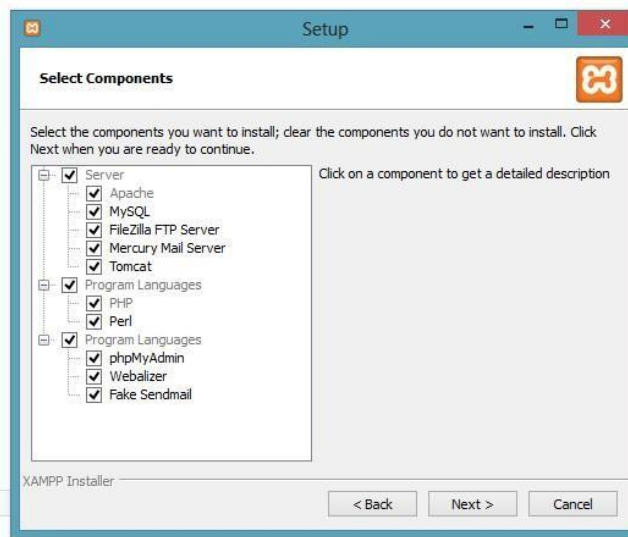 Setup
Select Components
Select the components you want to install; clear the components you do not want to install. Click
Next when you are ready to continue.
Click on a component to get a detailed description
Server
Apache
MySQL
FileZilla FTP Server
Mercury Mail Server
Tomcat
Program Languages
PHP
Perl
Program Languages
phpMyAdmin
Webalizer
Fake Sendmail
XAMPP Installer
< Back
Next >
Cancel